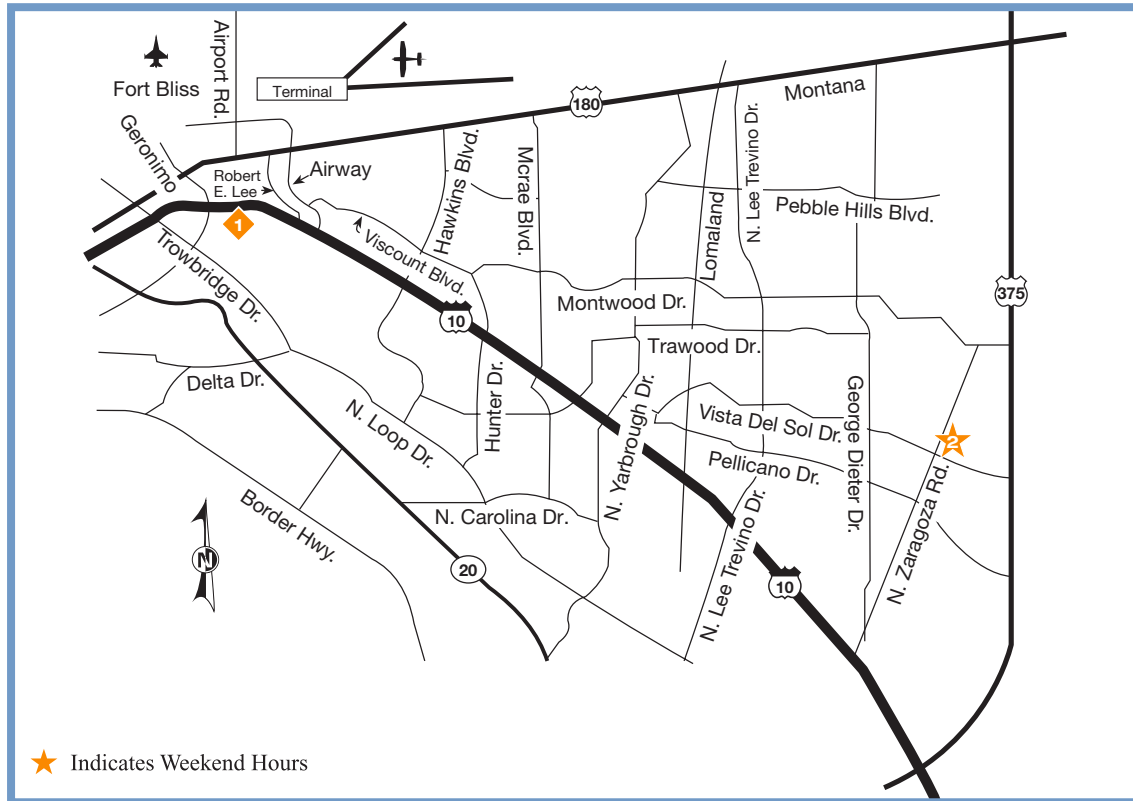 Airport Rd.
Fort Bliss
Terminal
180
Montana
Geronimo
Robert
E. Lee
Airway
Hawkins Blvd.
Mcrae Blvd.
Lomaland
N. Lee Trevino Dr.
Pebble Hills Blvd.
1
Trowbridge Dr.
Viscount Blvd.
10
Montwood Dr.
375
Trawood Dr.
Delta Dr.
Hunter Dr.
N. Loop Dr.
N. Yarbrough Dr.
Vista Del Sol Dr.
George Dieter Dr.
2
Pellicano Dr.
N. Zaragoza Rd.
Border Hwy.
N. Carolina Dr.
N. Lee Trevino Dr.
N
20
10
Indicates Weekend Hours